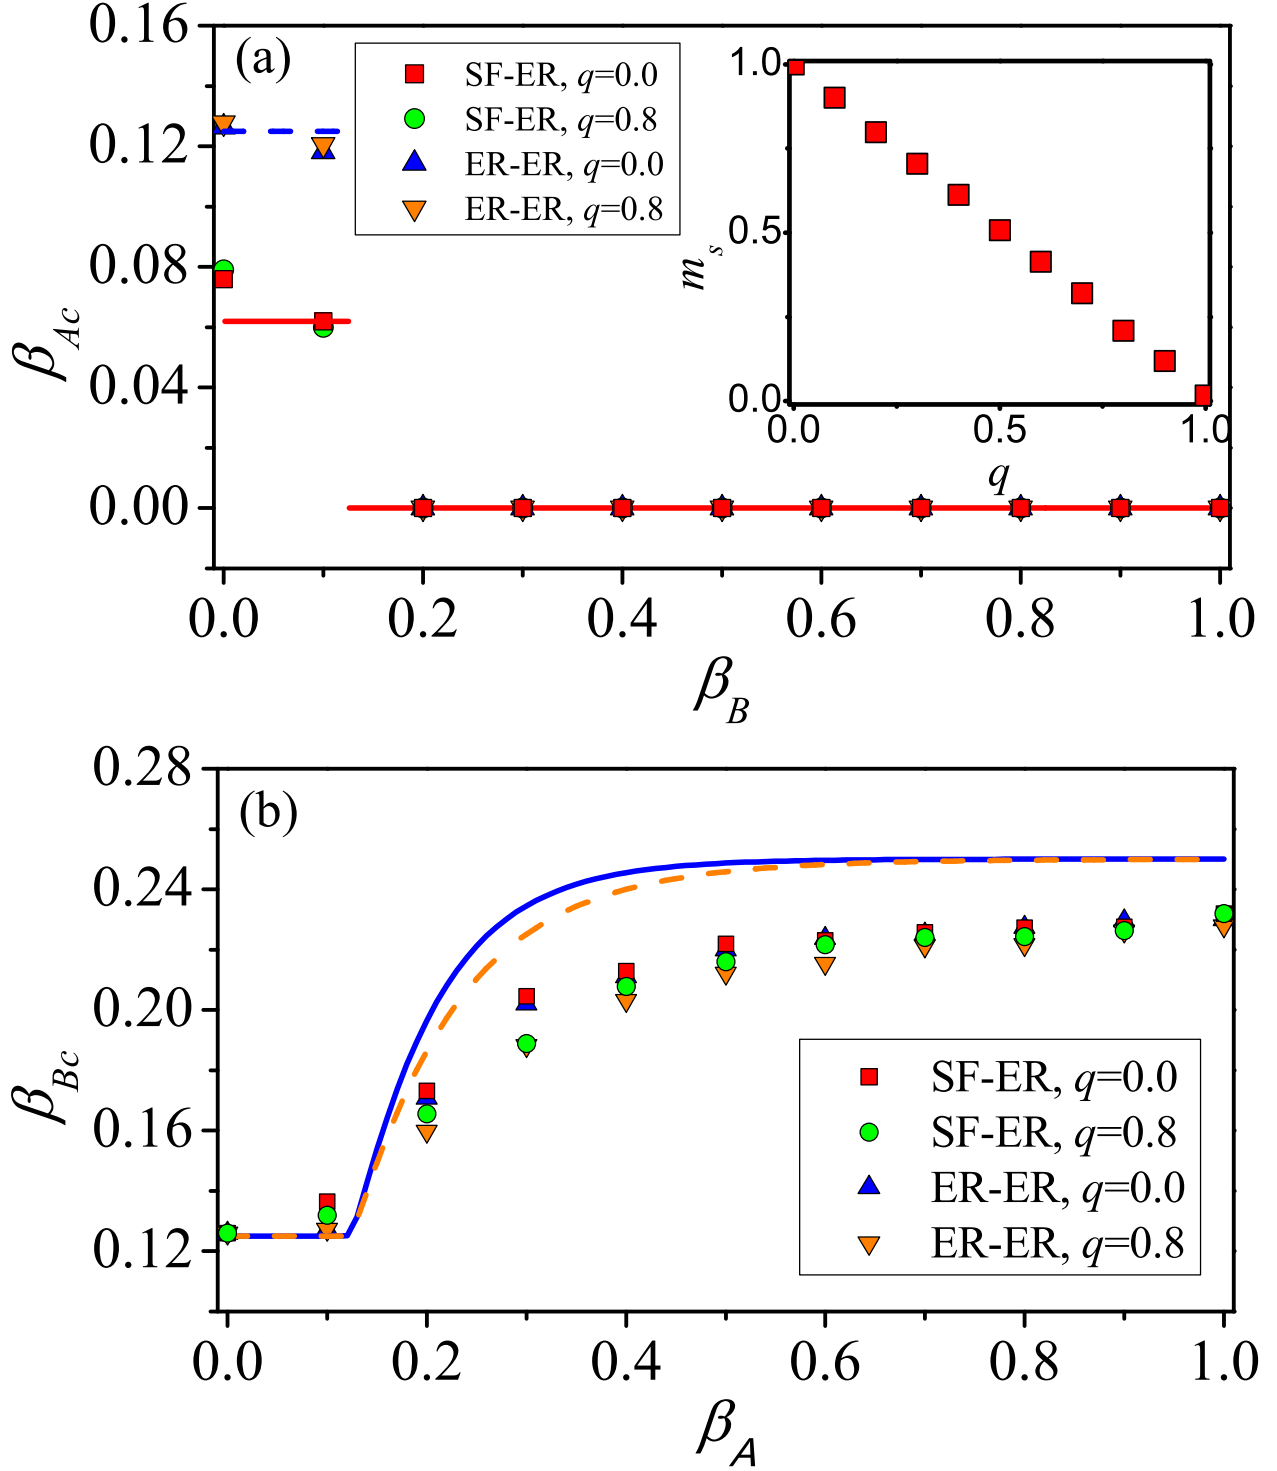 (a)
SF-ER, q=0.0
SF-ER, q=0.8
ER-ER, q=0.0
ER-ER, q=0.8
0.16
0.12
0.08
0.04
0.00
β_Ac
0.0 0.2 0.4 0.6 0.8 1.0
β_B
1.0
0.5
0.0
m_s
0.0 0.5 1.0
q
(b)
0.28
0.24
0.20
0.16
0.12
β_Bc
SF-ER, q=0.0
SF-ER, q=0.8
ER-ER, q=0.0
ER-ER, q=0.8
0.0 0.2 0.4 0.6 0.8 1.0
β_A